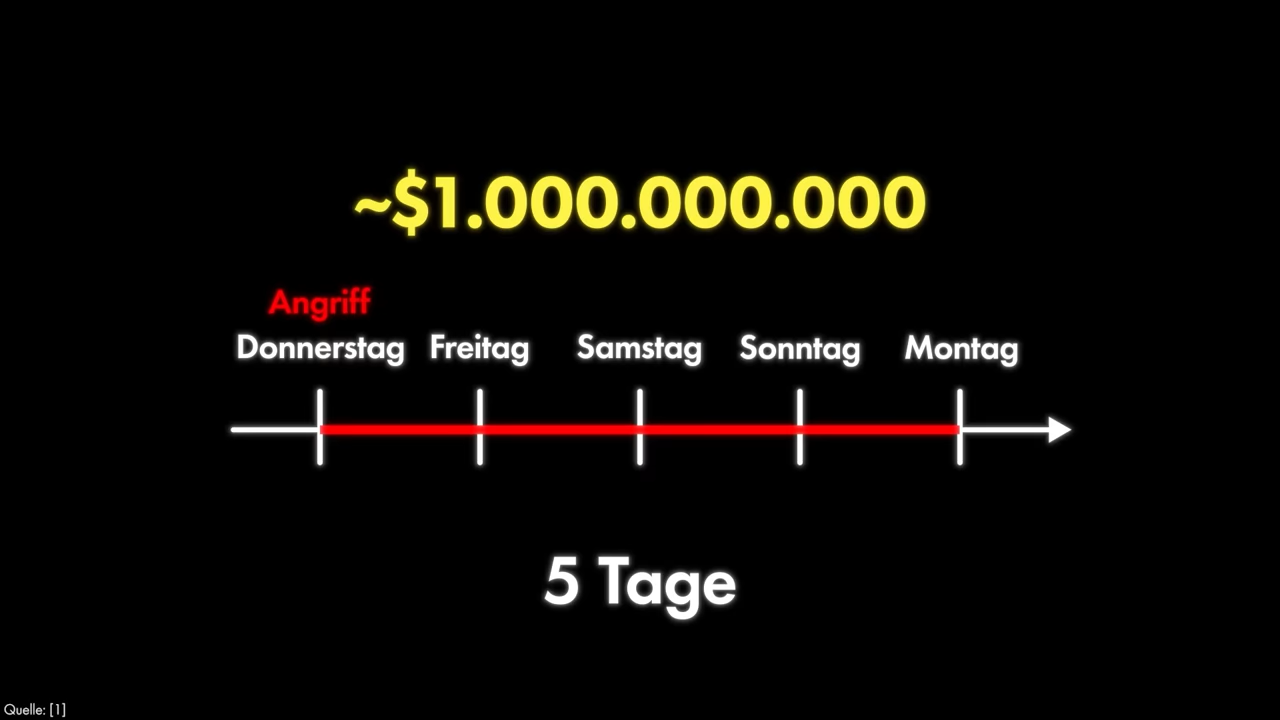 ~$1.000.000.000
Angriff
Donnerstag Freitag Samstag Sonntag Montag
5 Tage
Quelle: [1]